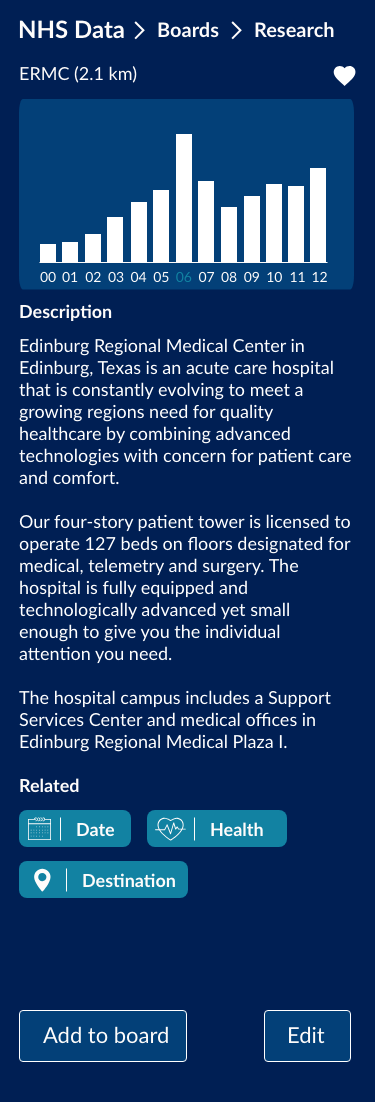 NHS Data > Boards > Research
ERMC (2.1 km)
00 01 02 03 04 05 06 07 08 09 10 11 12
Description
Edinburg Regional Medical Center in
Edinburg, Texas is an acute care hospital
that is constantly evolving to meet a
growing regions need for quality
healthcare by combining advanced
technologies with concern for patient care
and comfort.
Our four-story patient tower is licensed to
operate 127 beds on floors designated for
medical, telemetry and surgery. The
hospital is fully equipped and
technologically advanced yet small
enough to give you the individual
attention you need.
The hospital campus includes a Support
Services Center and medical offices in
Edinburg Regional Medical Plaza I.
Related
Date Health
Destination
Add to board Edit